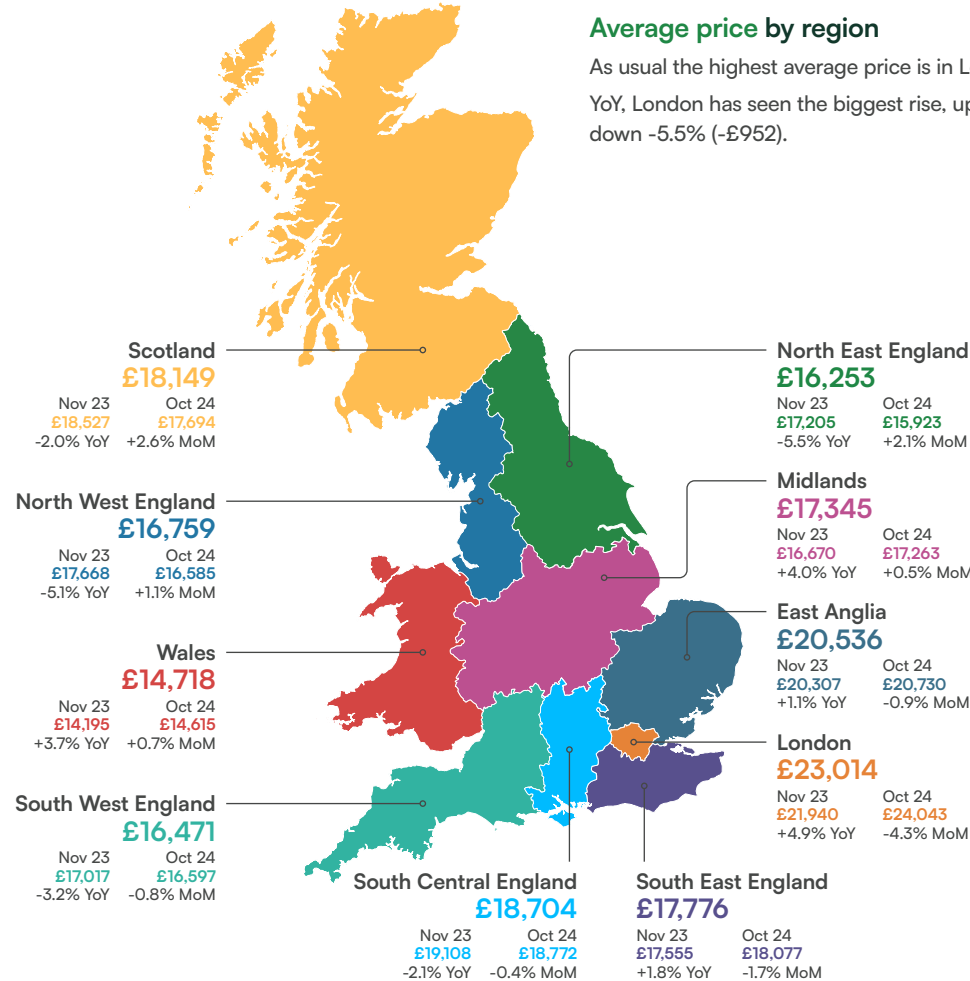 Average price by region
As usual the highest average price is in L
YoY, London has seen the biggest rise, up
down -5.5% (-£952).
Scotland
£18,149
Nov 23 Oct 24
£18,527 £17,694
-2.0% YoY +2.6% MoM
North East England
£16,253
Nov 23 Oct 24
£17,205 £15,923
-5.5% YoY +2.1% MoM
North West England
£16,759
Nov 23 Oct 24
£17,668 £16,585
-5.1% YoY +1.1% MoM
Midlands
£17,345
Nov 23 Oct 24
£16,670 £17,263
+4.0% YoY +0.5% MoM
East Anglia
£20,536
Nov 23 Oct 24
£20,307 £20,730
+1.1% YoY -0.9% MoM
Wales
£14,718
Nov 23 Oct 24
£14,195 £14,615
+3.7% YoY +0.7% MoM
London
£23,014
Nov 23 Oct 24
£21,940 £24,043
+4.9% YoY -4.3% MoM
South West England
£16,471
Nov 23 Oct 24
£17,017 £16,597
-3.2% YoY -0.8% MoM
South Central England
£18,704
Nov 23 Oct 24
£19,108 £18,772
-2.1% YoY -0.4% MoM
South East England
£17,776
Nov 23 Oct 24
£17,555 £18,077
+1.8% YoY -1.7% MoM